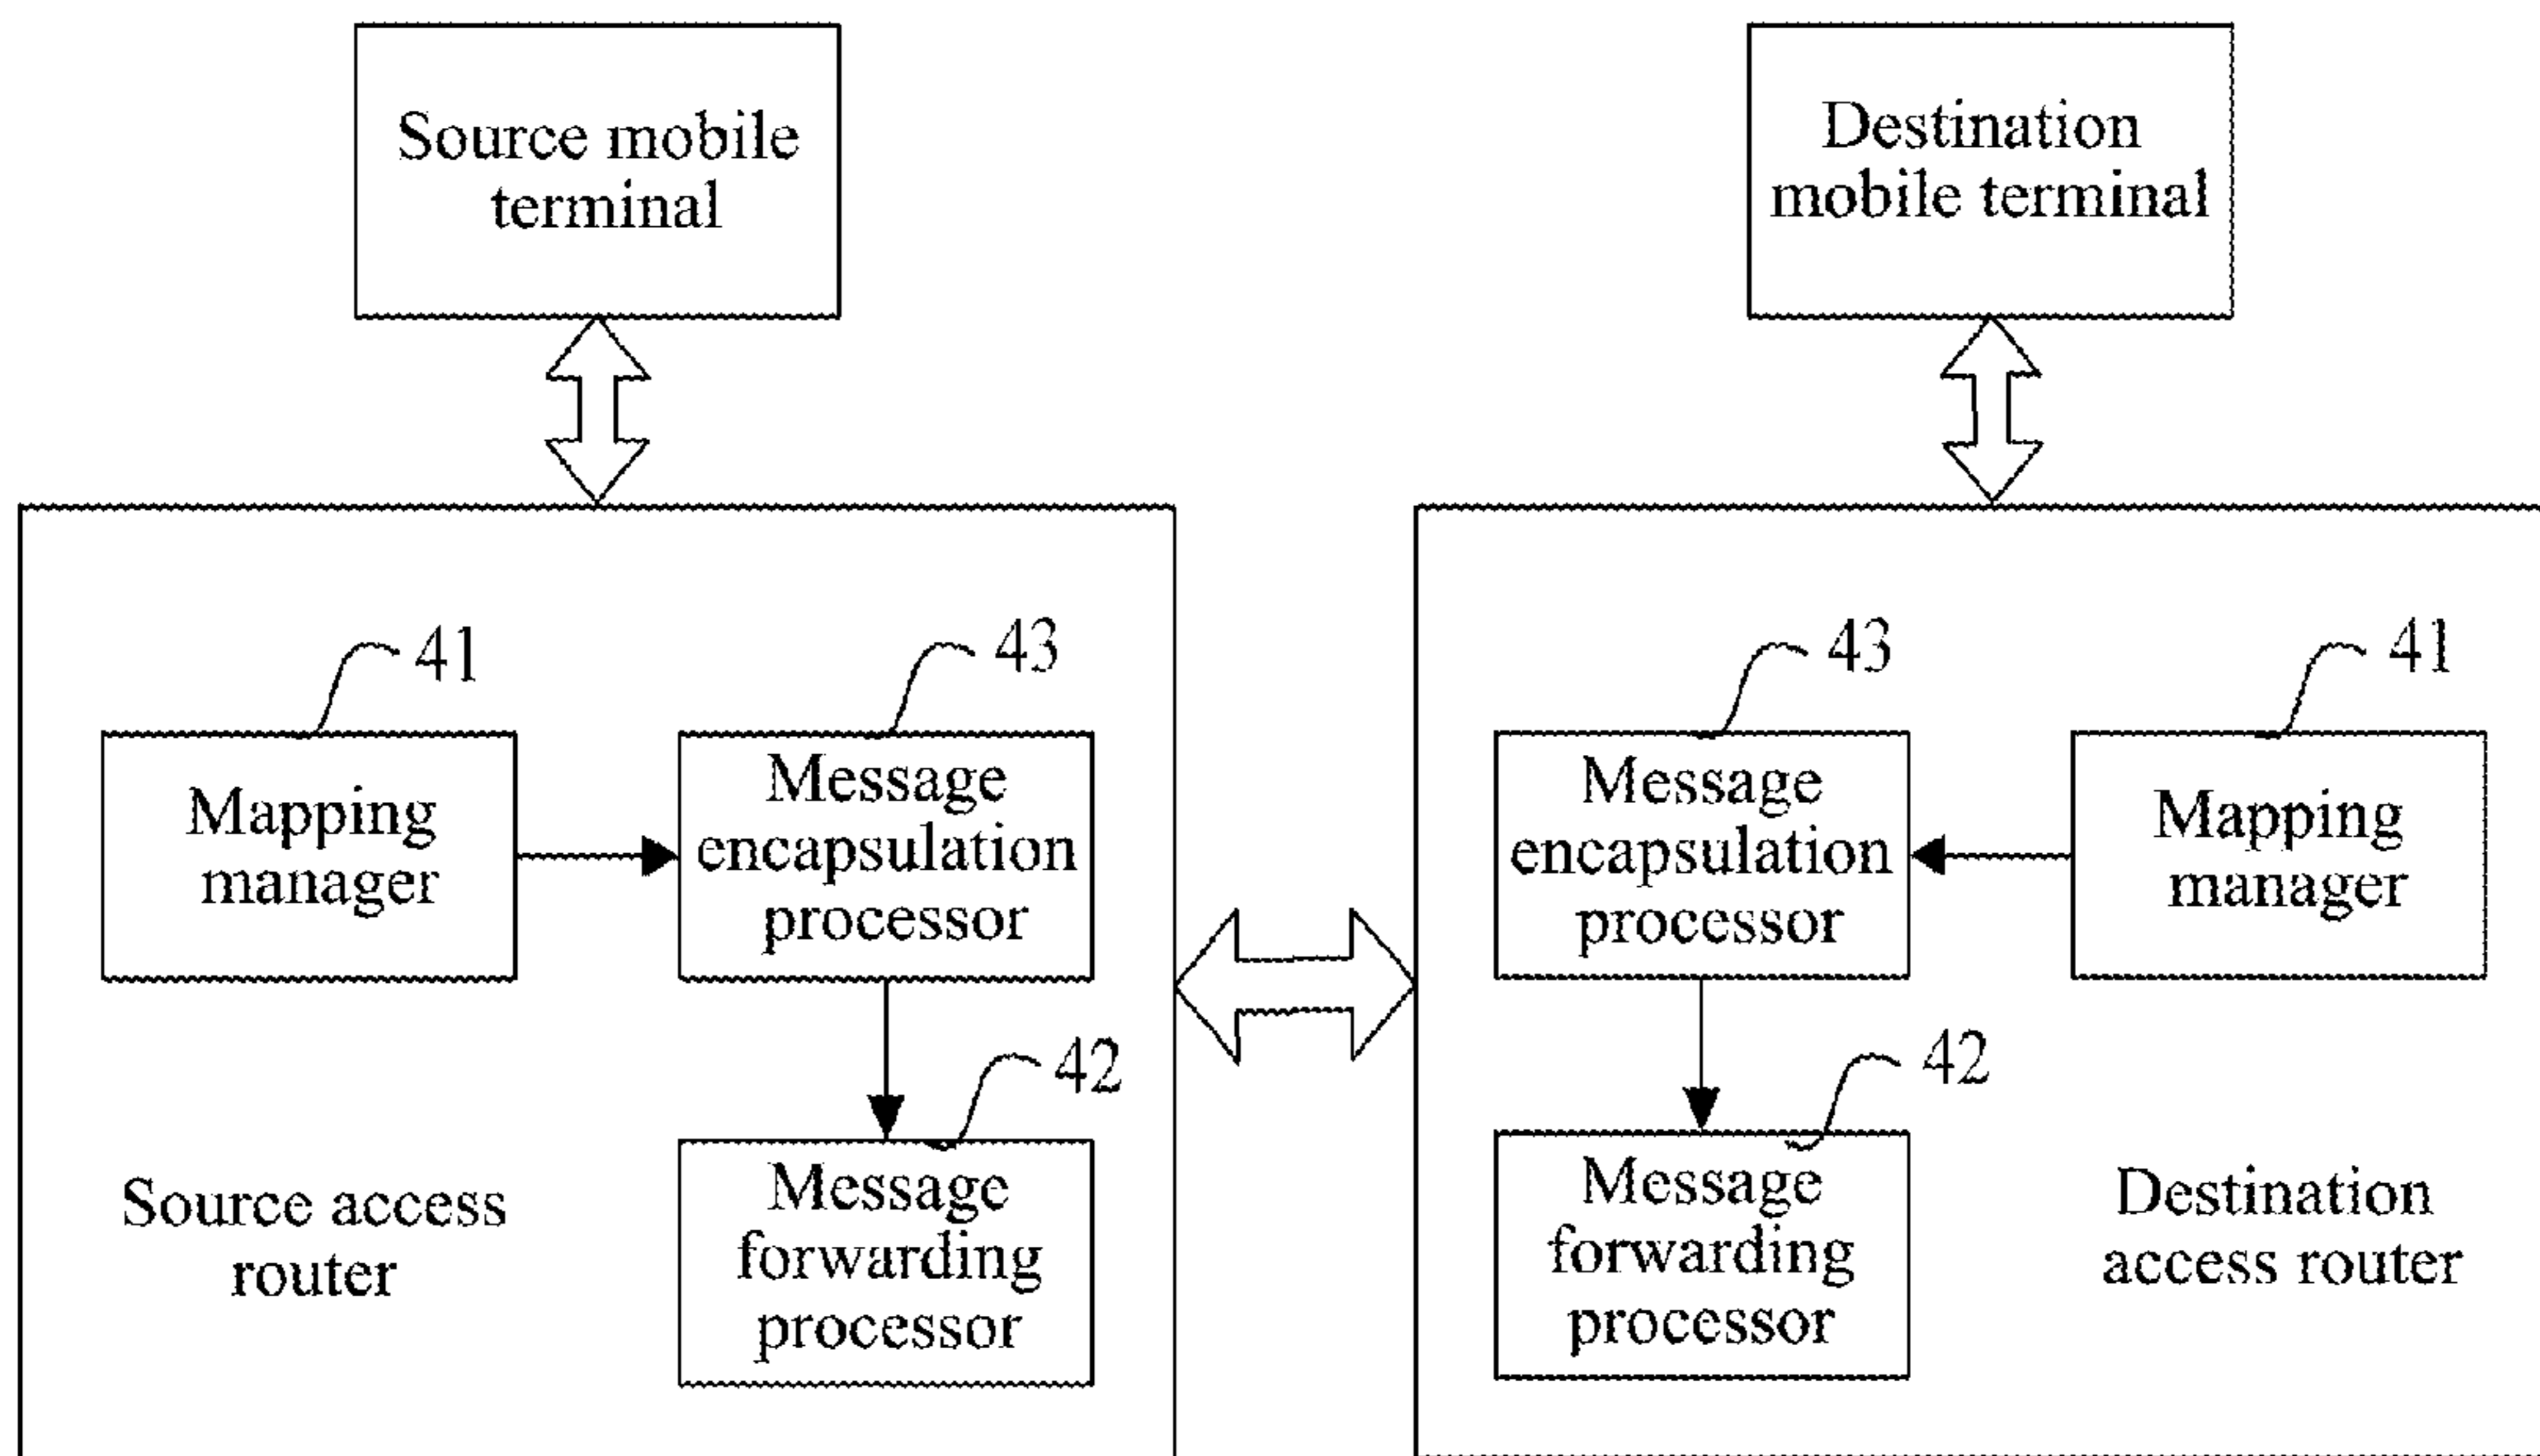 Source mobile
terminal
Destination
mobile terminal
41
43
Mapping
manager
Message
encapsulation
processor
42
Source access
router
Message
forwarding
processor
43
41
Message
encapsulation
processor
Mapping
manager
42
Message
forwarding
processor
Destination
access router